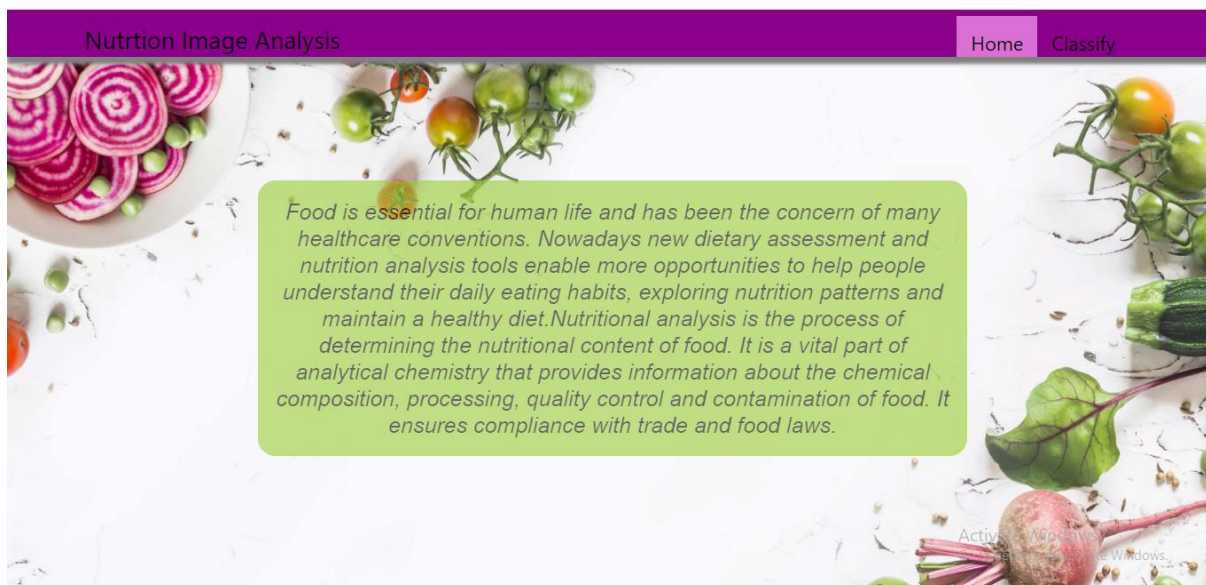 Nutrtion Image Analysis
Home Classify
Food is essential for human life and has been the concern of many
healthcare conventions. Nowadays new dietary assessment and
nutrition analysis tools enable more opportunities to help people
understand their daily eating habits, exploring nutrition patterns and
maintain a healthy diet.Nutritional analysis is the process of
determining the nutritional content of food. It is a vital part of
analytical chemistry that provides information about the chemical
composition, processing, quality control and contamination of food. It
ensures compliance with trade and food laws.
Activate Windows
Windows.